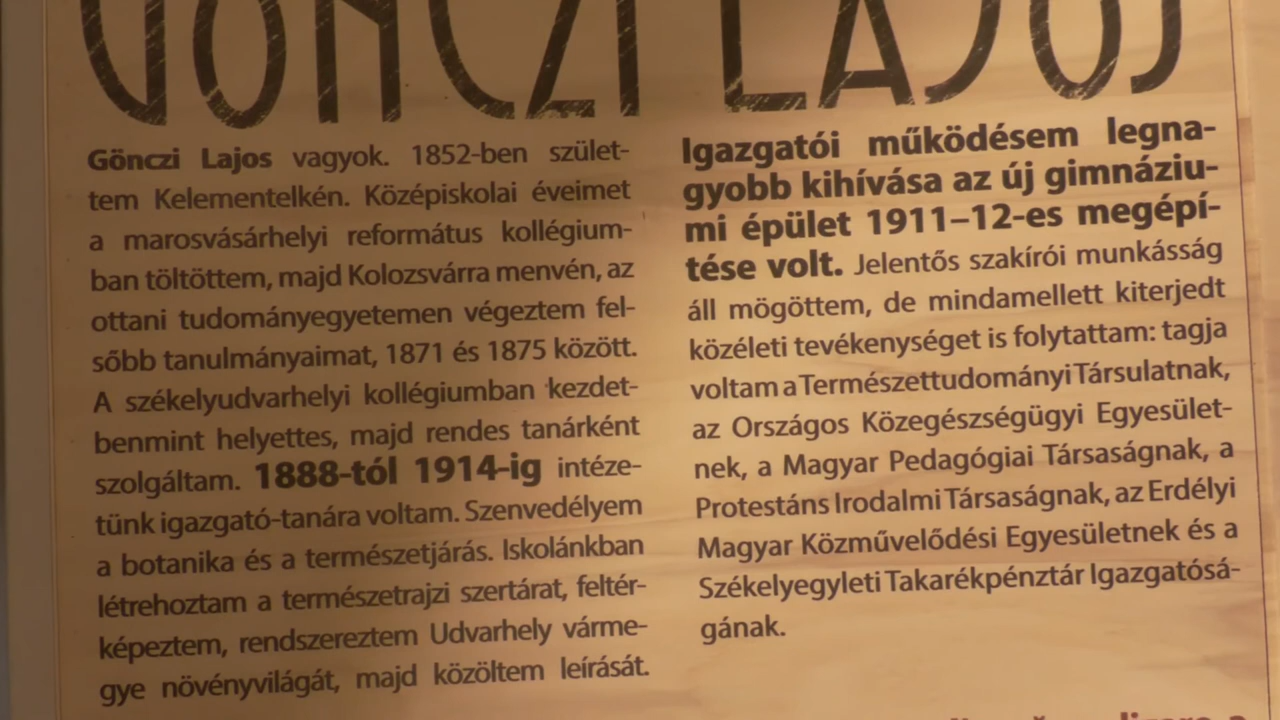 GÖNCZI LAJOS
Gönczi Lajos vagyok. 1852-ben szület-
tem Kelementelkén. Középiskolai éveimet
a marosvásárhelyi református kollégium-
ban töltöttem, majd Kolozsvárra menvén, az
ottani tudományegyetemen végeztem fel-
sőbb tanulmányaimat, 1871 és 1875 között.
A székelyudvarhelyi kollégiumban kezdet-
benmint helyettes, majd rendes tanárként
szolgáltam. 1888-tól 1914-ig intéze-
tünk igazgató-tanára voltam. Szenvedélyem
a botanika és a természetjárás. Iskolánkban
létrehoztam a természetrajzi szertárat, feltér-
képeztem, rendszereztem Udvarhely várme-
gye növényvilágát, majd közöltem leírását.
Igazgatói működésem legna-
gyobb kihívása az új gimnáziu-
mi épület 1911–12-es megépí-
tése volt. Jelentős szakírói munkásság
áll mögöttem, de mindamellett kiterjedt
közéleti tevékenységet is folytattam: tagja
voltam a Természettudományi Társulatnak,
az Országos Közegészségügyi Egyesület-
nek, a Magyar Pedagógiai Társaságnak, a
Protestáns Irodalmi Társaságnak, az Erdélyi
Magyar Közművelődési Egyesületnek és a
Székelyegyleti Takarékpénztár Igazgatósá-
gának.